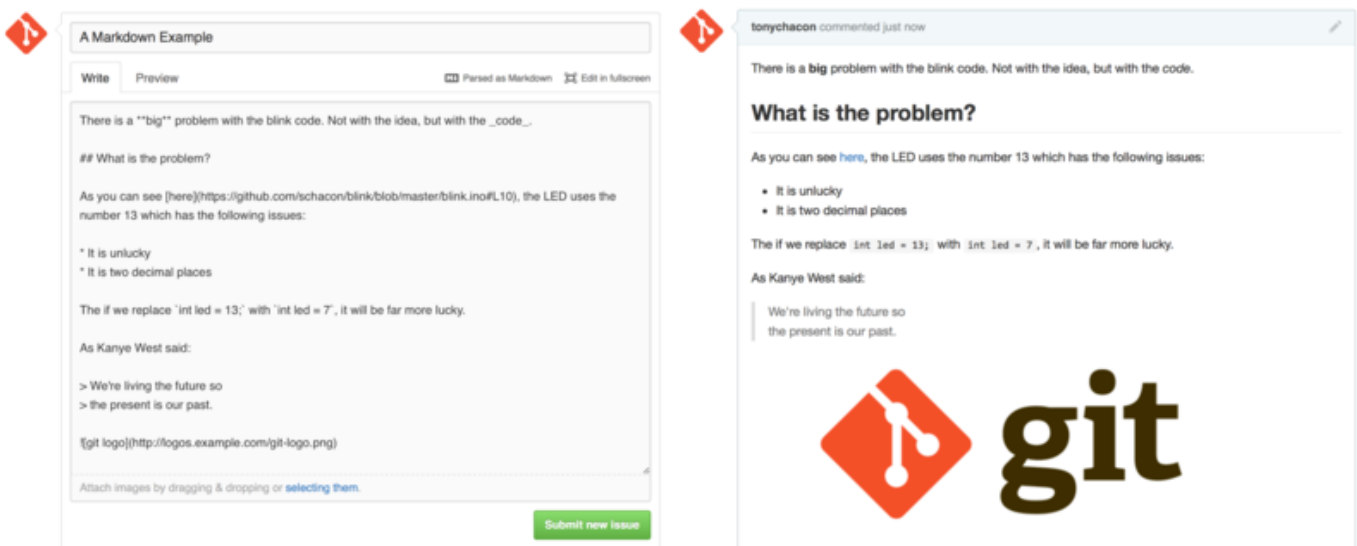 A Markdown Example
Write Preview Parsed as Markdown Edit in fullscreen
There is a **big** problem with the blink code. Not with the idea, but with the _code_.
## What is the problem?
As you can see [here](https://github.com/schacon/blink/blob/master/blink.ino#L10), the LED uses the
number 13 which has the following issues:
* It is unlucky
* It is two decimal places
The if we replace `int led = 13;` with `int led = 7`, it will be far more lucky.
As Kanye West said:
> We're living the future so
> the present is our past.
![git logo](http://logos.example.com/git-logo.png)
Attach images by dragging & dropping or selecting them.
Submit new issue
tonychacon commented just now
There is a big problem with the blink code. Not with the idea, but with the code.
What is the problem?
As you can see here, the LED uses the number 13 which has the following issues:
• It is unlucky
• It is two decimal places
The if we replace int led = 13; with int led = 7 , it will be far more lucky.
As Kanye West said:
We're living the future so
the present is our past.
git